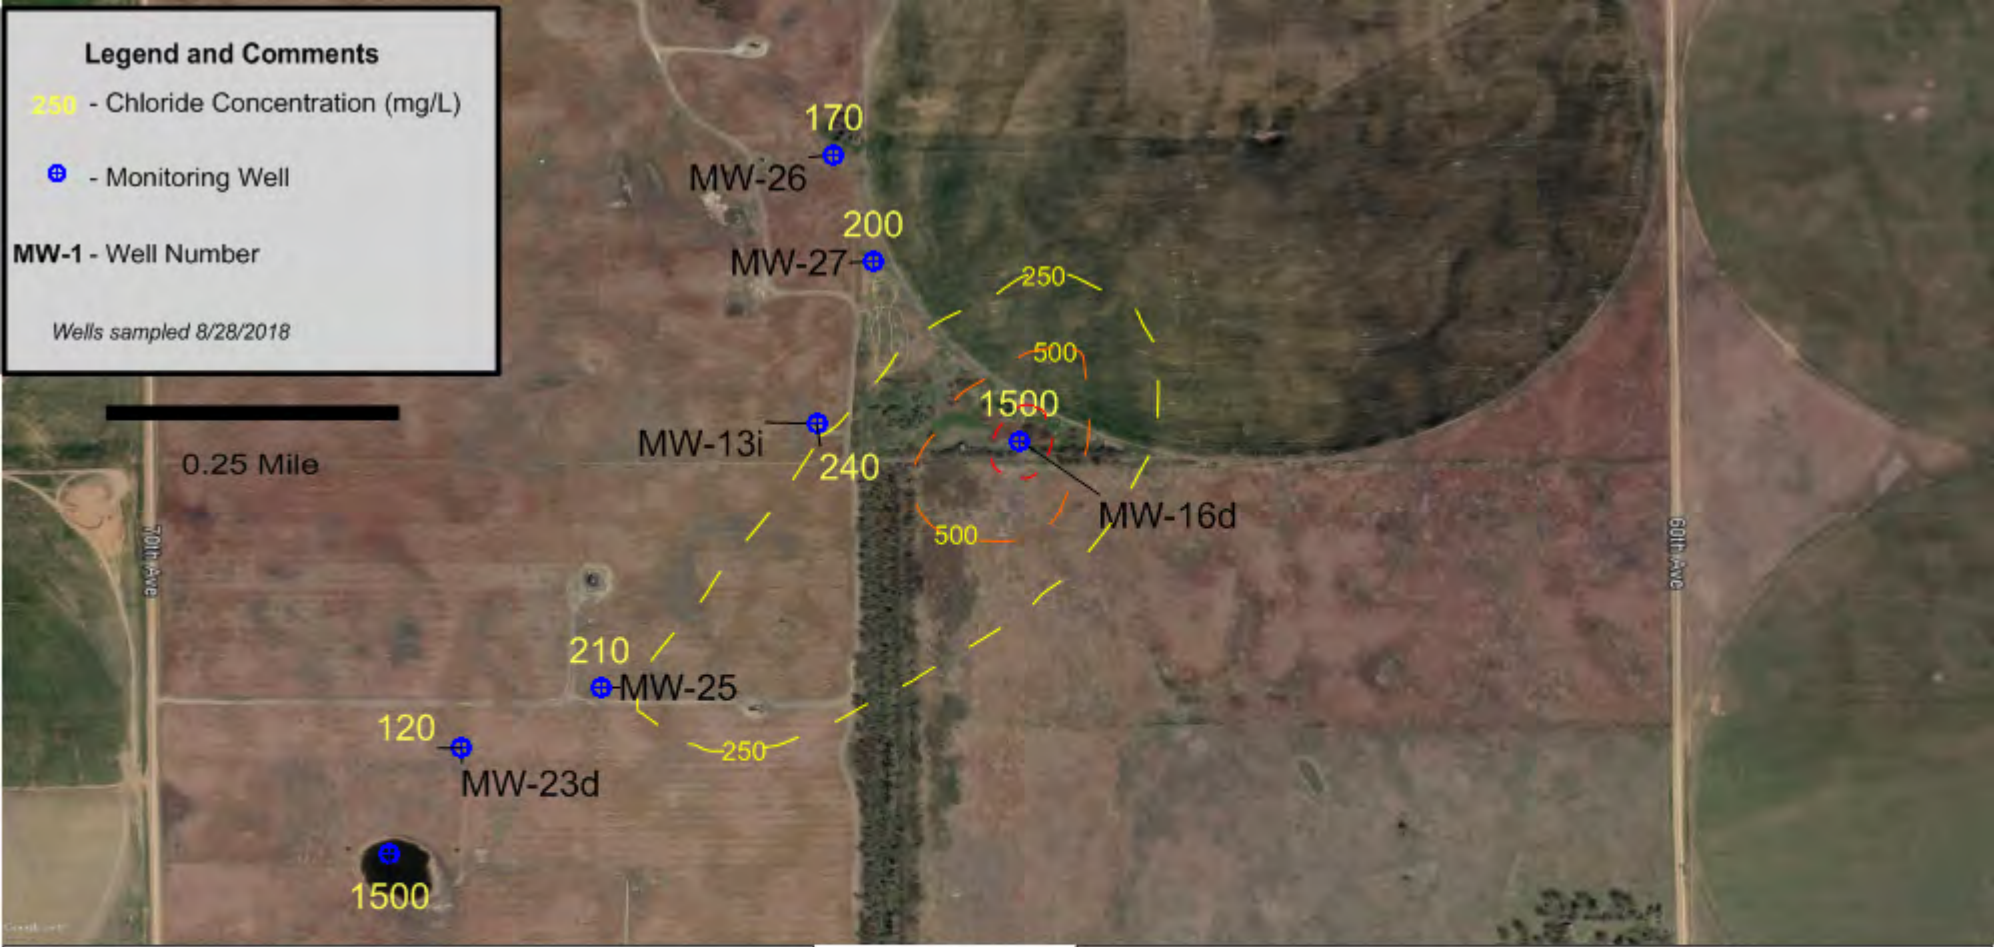 Legend and Comments
250 - Chloride Concentration (mg/L)
- Monitoring Well
MW-1 - Well Number
Wells sampled 8/28/2018
0.25 Mile
70th Ave
170
MW-26
200
MW-27
250
500
1500
MW-13i
240
MW-16d
500
60th Ave
210
MW-25
120
250
MW-23d
1500